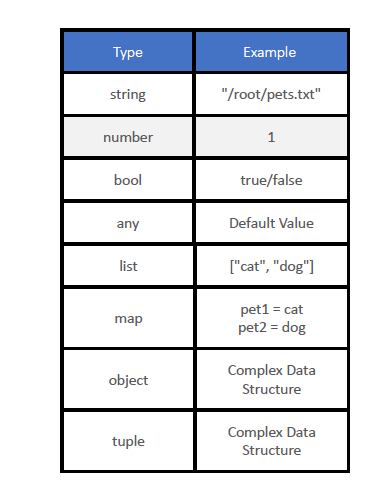 Type Example
string "/root/pets.txt"
number 1
bool true/false
any Default Value
list ["cat", "dog"]
map pet1 = cat
pet2 = dog
object Complex Data
Structure
tuple Complex Data
Structure